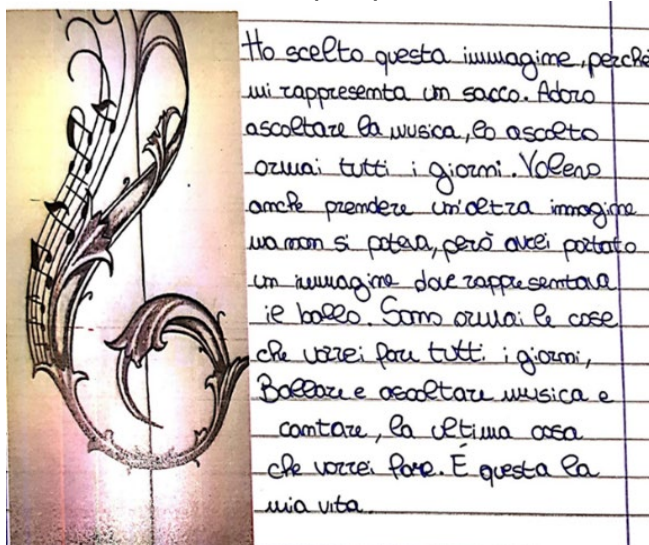 Ho scelto questa immagine, perché
mi rappresenta un sacco. Adoro
ascoltare la musica, lo ascolto
ormai tutti i giorni. Volevo
anche prendere un'altra immagine
ma non si poteva, però avrei portato
un immagine dove rappresentava
il ballo. Sono ormai le cose
che vorrei fare tutti i giorni,
Ballare e ascoltare musica e
cantare, la ultima cosa
che vorrei fare. È questa la
mia vita.